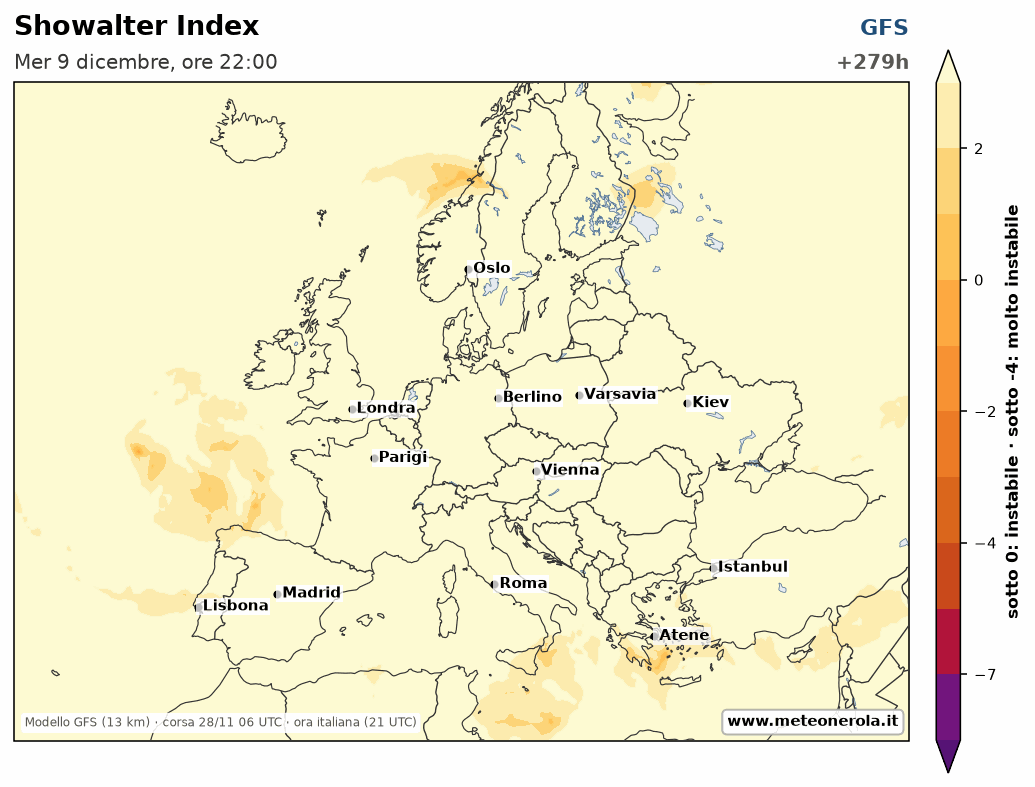 Showalter Index
GFS
Mer 9 dicembre, ore 22:00
+279h
2
0
−2
−4
−7
sotto 0: instabile · sotto -4: molto instabile
Oslo
Berlino
Varsavia
Kiev
Londra
Parigi
Vienna
Istanbul
Roma
Madrid
Lisbona
Atene
Modello GFS (13 km) · corsa 28/11 06 UTC · ora italiana (21 UTC)
www.meteonerola.it